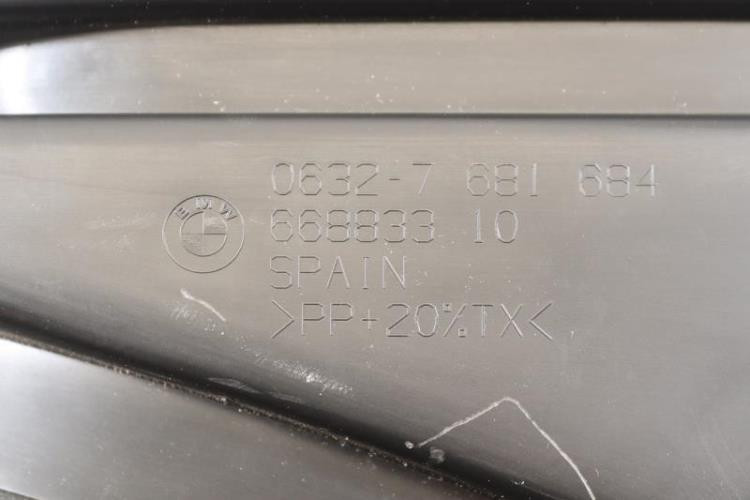 0632-7 681 684
BMW
668833 10
SPAIN
>PP+20%TX<